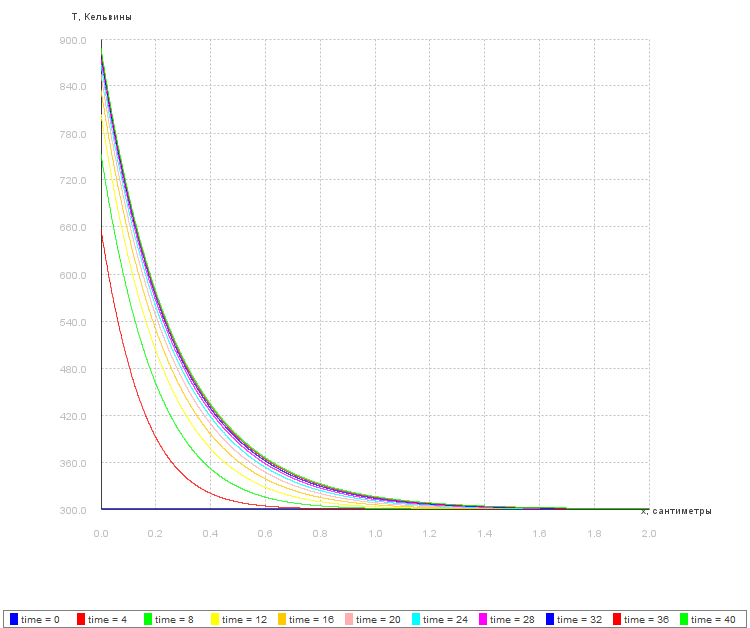 T, Кельвины
900.0
840.0
780.0
720.0
660.0
600.0
540.0
480.0
420.0
360.0
300.0
x, сантиметры
0.0 0.2 0.4 0.6 0.8 1.0 1.2 1.4 1.6 1.8 2.0
time = 0 time = 4 time = 8 time = 12 time = 16 time = 20 time = 24 time = 28 time = 32 time = 36 time = 40